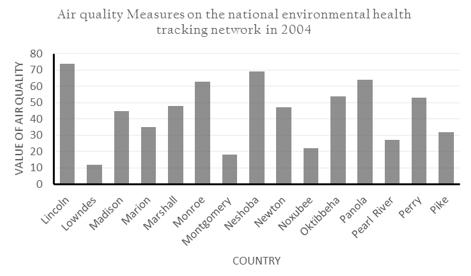 Air quality Measures on the national environmental health
tracking network in 2004
VALUE OF AIR QUALITY
80
70
60
50
40
30
20
10
0
Lincoln
Lowndes
Madison
Marion
Marshall
Monroe
Montgomery
Neshoba
Newton
Noxubee
Oktibbeha
Panola
Pearl River
Perry
Pike
COUNTRY